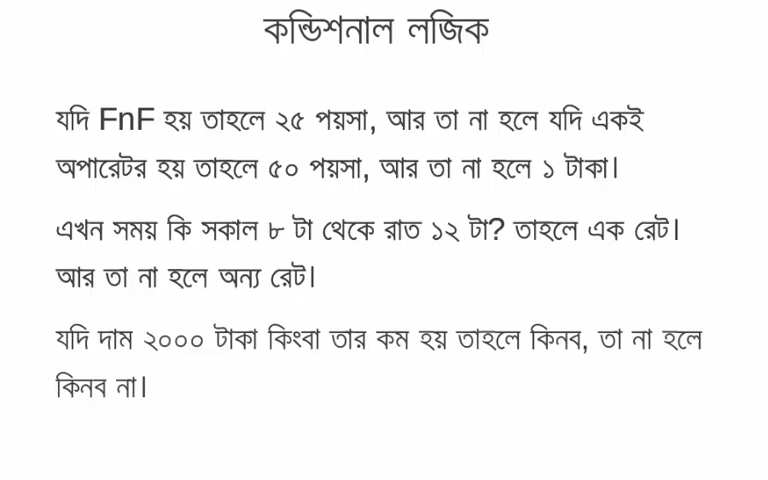 কন্ডিশনাল লজিক
যদি FnF হয় তাহলে ২৫ পয়সা, আর তা না হলে যদি একই
অপারেটর হয় তাহলে ৫০ পয়সা, আর তা না হলে ১ টাকা।
এখন সময় কি সকাল ৮ টা থেকে রাত ১২ টা? তাহলে এক রেট।
আর তা না হলে অন্য রেট।
যদি দাম ২০০০ টাকা কিংবা তার কম হয় তাহলে কিনব, তা না হলে
কিনব না।